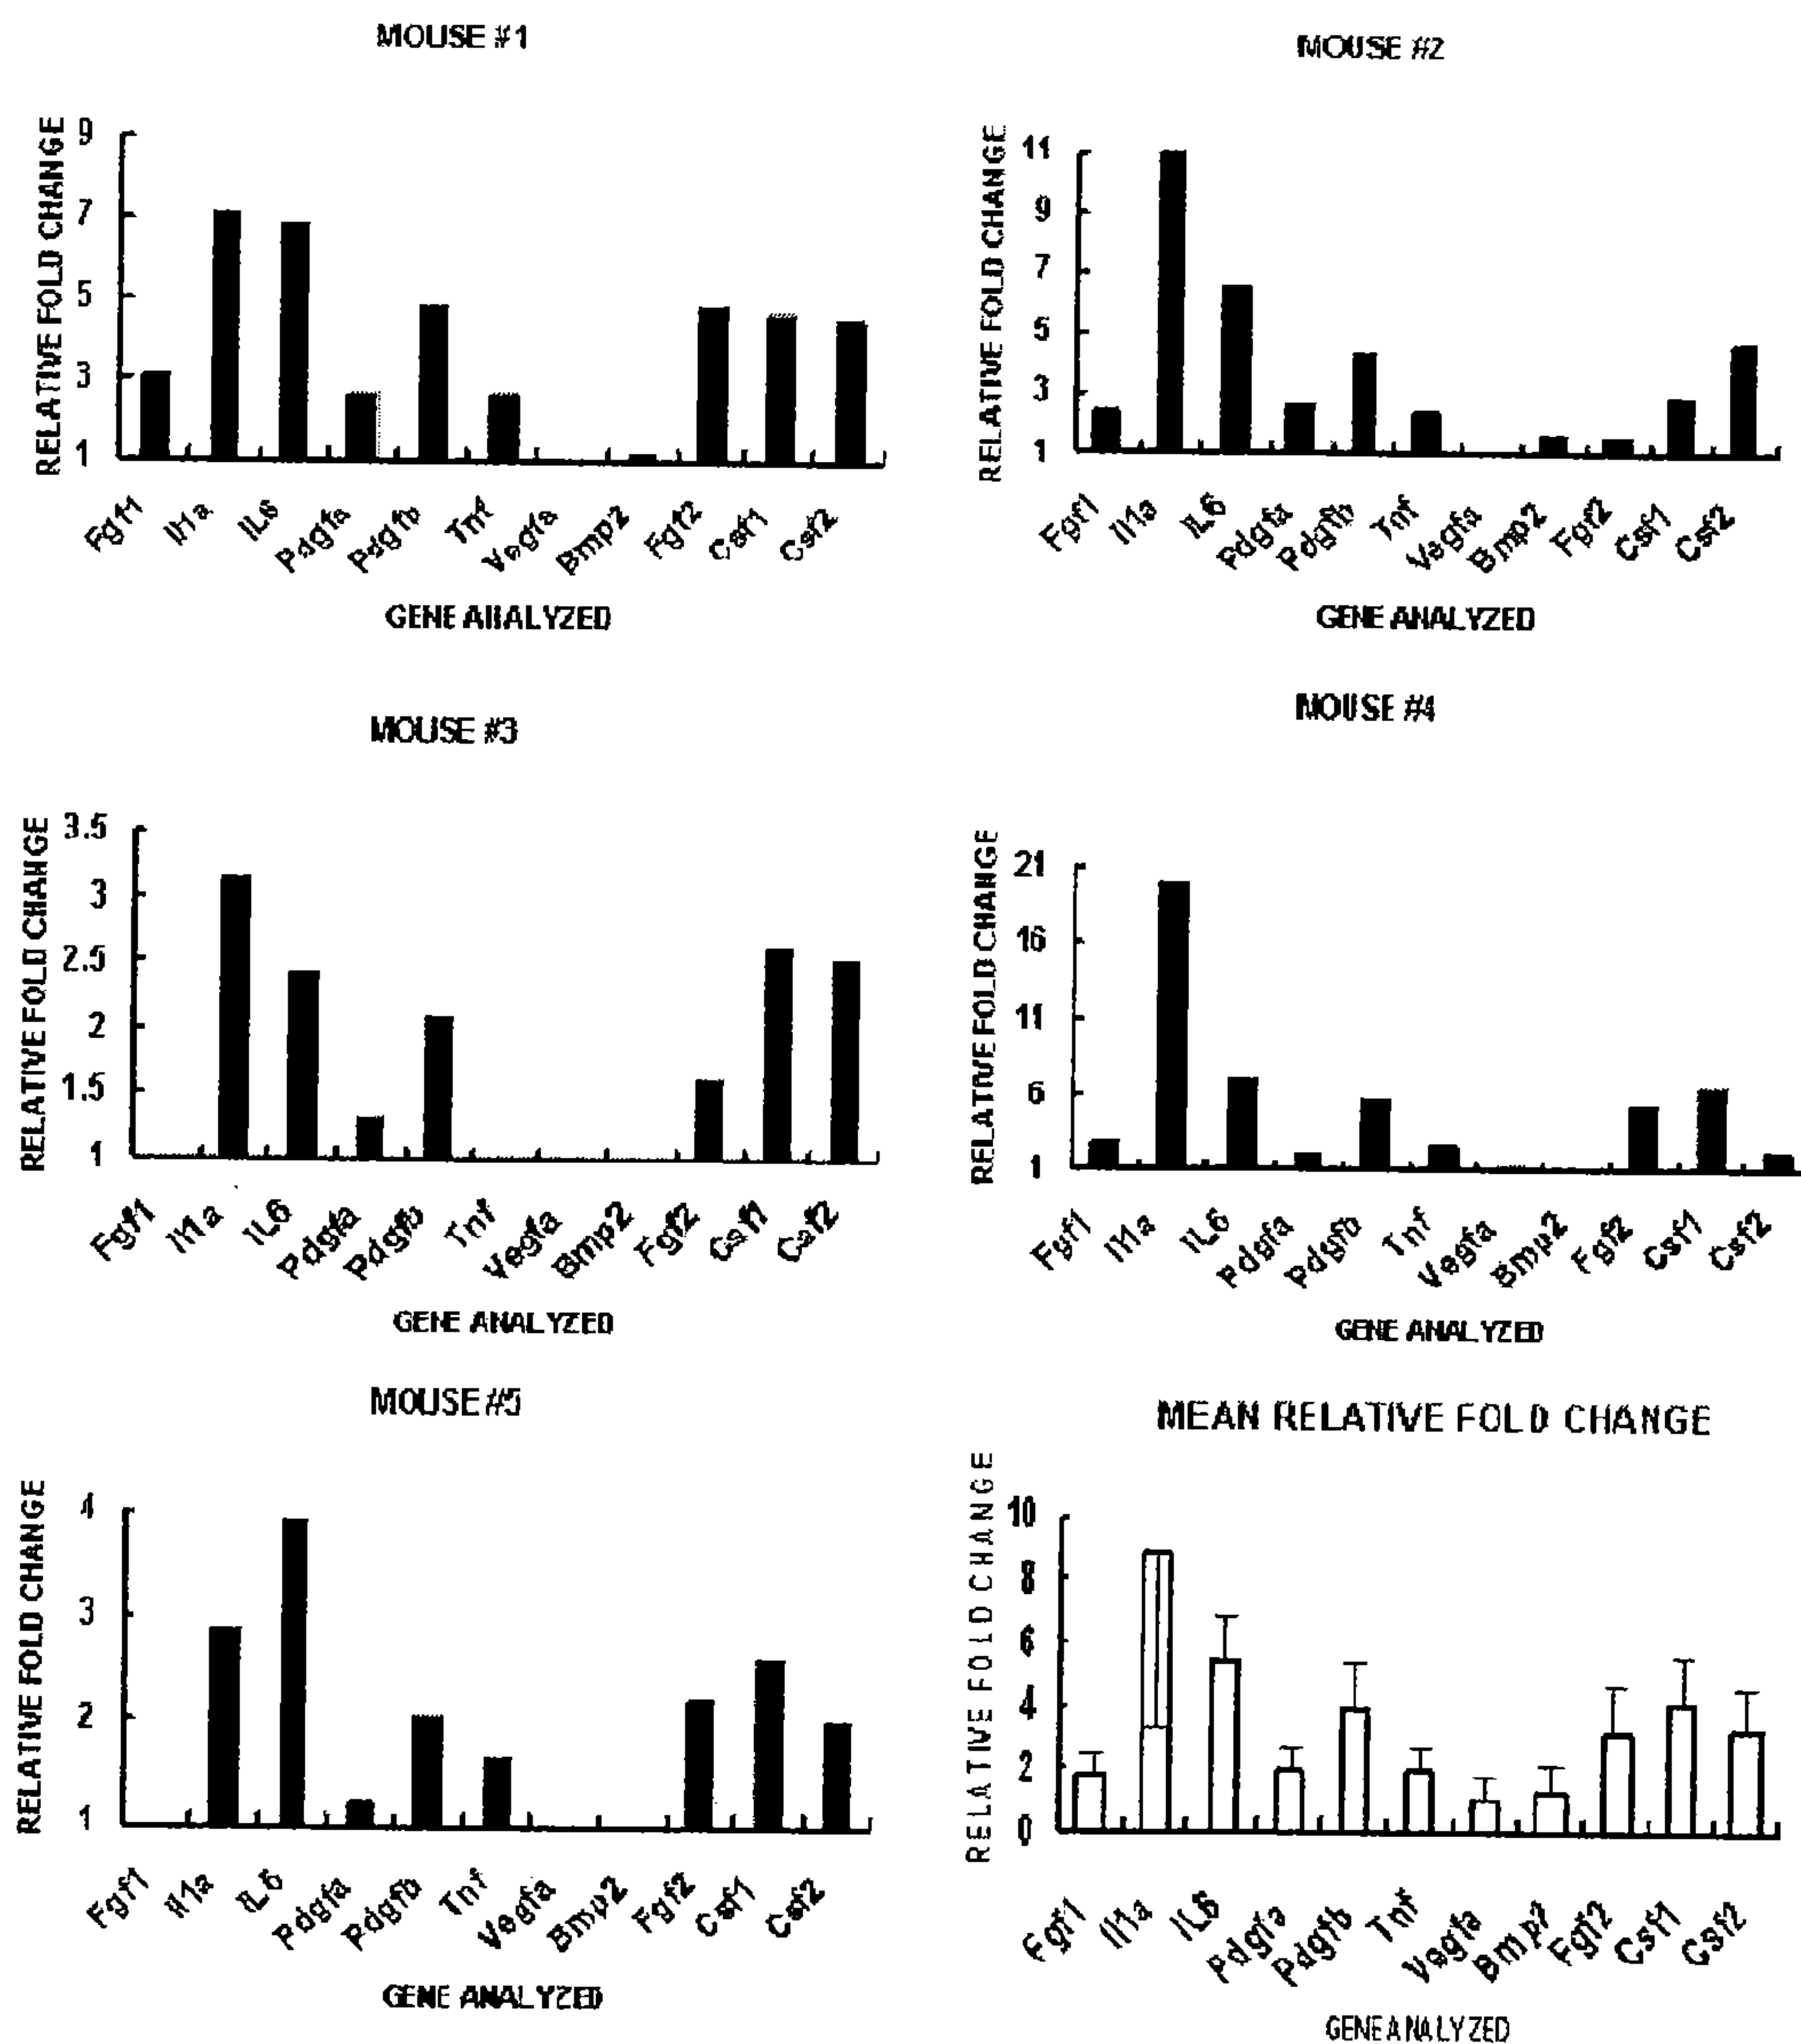 MOUSE #1
RELATIVE FOLD CHANGE
9
7
5
3
1
Fgf1 Il1a IL6 Pdgfa Pdgfb Tnf Vegfa Bmp2 Fgf2 Csf1 Csf2
GENE ANALYZED
MOUSE #2
RELATIVE FOLD CHANGE
11
9
7
5
3
1
Fgf1 Il1a IL6 Pdgfa Pdgfb Tnf Vegfa Bmp2 Fgf2 Csf1 Csf2
GENE ANALYZED
MOUSE #3
RELATIVE FOLD CHANGE
3.5
3
2.5
2
1.5
1
Fgf1 Il1a IL6 Pdgfa Pdgfb Tnf Vegfa Bmp2 Fgf2 Csf1 Csf2
GENE ANALYZED
MOUSE #4
RELATIVE FOLD CHANGE
21
16
11
6
1
Fgf1 Il1a IL6 Pdgfa Pdgfb Tnf Vegfa Bmp2 Fgf2 Csf1 Csf2
GENE ANALYZED
MOUSE #5
RELATIVE FOLD CHANGE
4
3
2
1
Fgf1 Il1a IL6 Pdgfa Pdgfb Tnf Vegfa Bmp2 Fgf2 Csf1 Csf2
GENE ANALYZED
MEAN RELATIVE FOLD CHANGE
RELATIVE FOLD CHANGE
10
8
6
4
2
0
Fgf1 Il1a IL6 Pdgfa Pdgfb Tnf Vegfa Bmp2 Fgf2 Csf1 Csf2
GENE ANALYZED